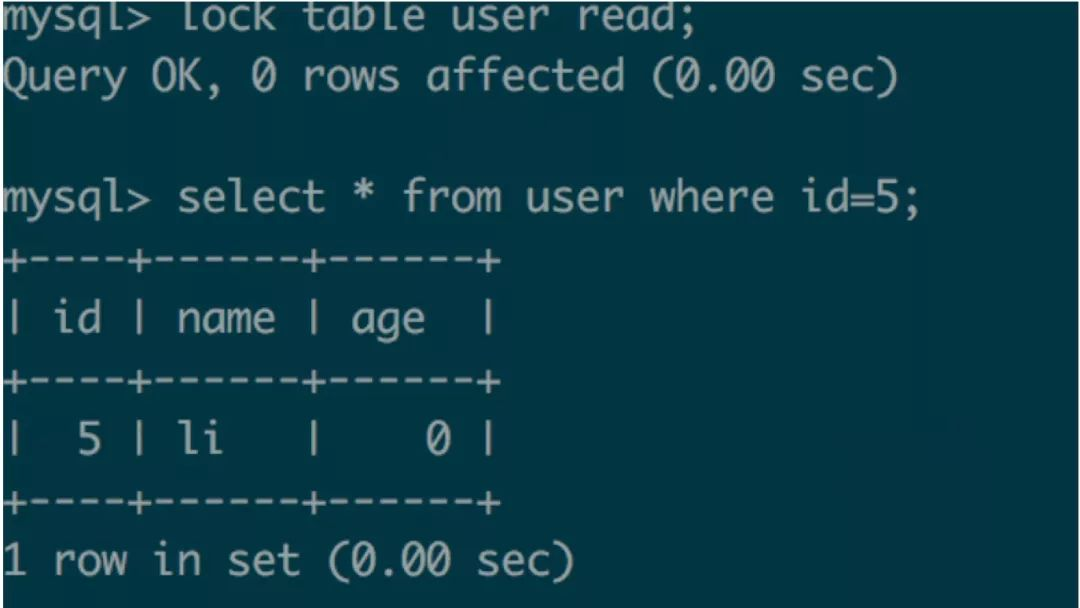 mysql> lock table user read;
Query OK, 0 rows affected (0.00 sec)
mysql> select * from user where id=5;
+----+------+------+
| id | name | age  |
+----+------+------+
|  5 | li   |    0 |
+----+------+------+
1 row in set (0.00 sec)